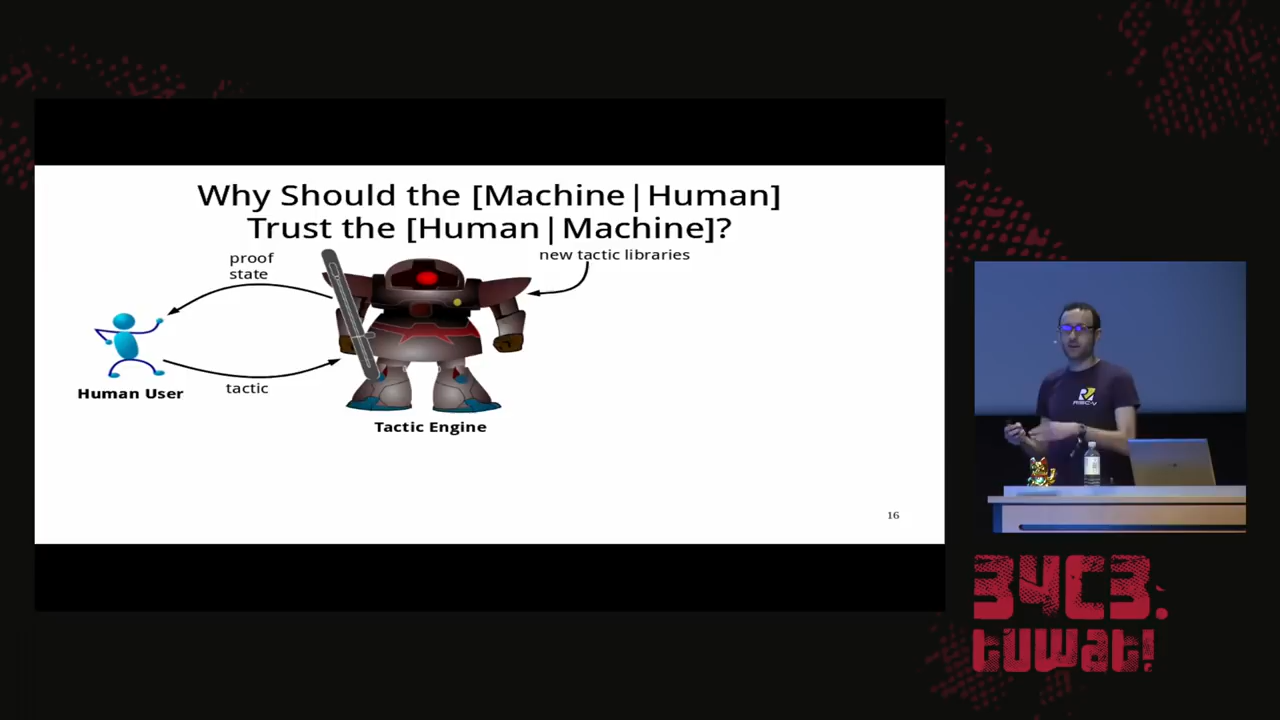 Why Should the [Machine|Human]
Trust the [Human|Machine]?
proof
state
new tactic libraries
Human User
tactic
Tactic Engine
16
RISC-V
34C3.
tuwat!